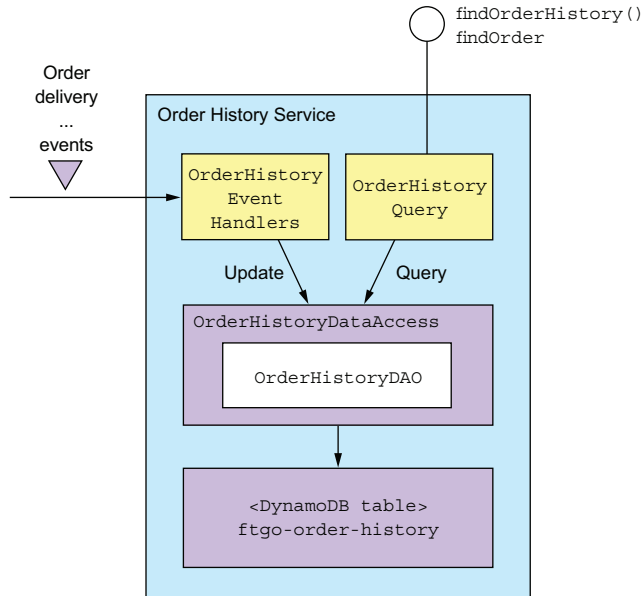 findOrderHistory()
findOrder
Order
delivery
...
events
Order History Service
OrderHistory
Event
Handlers
OrderHistory
Query
Update
Query
OrderHistoryDataAccess
OrderHistoryDAO
<DynamoDB table>
ftgo-order-history